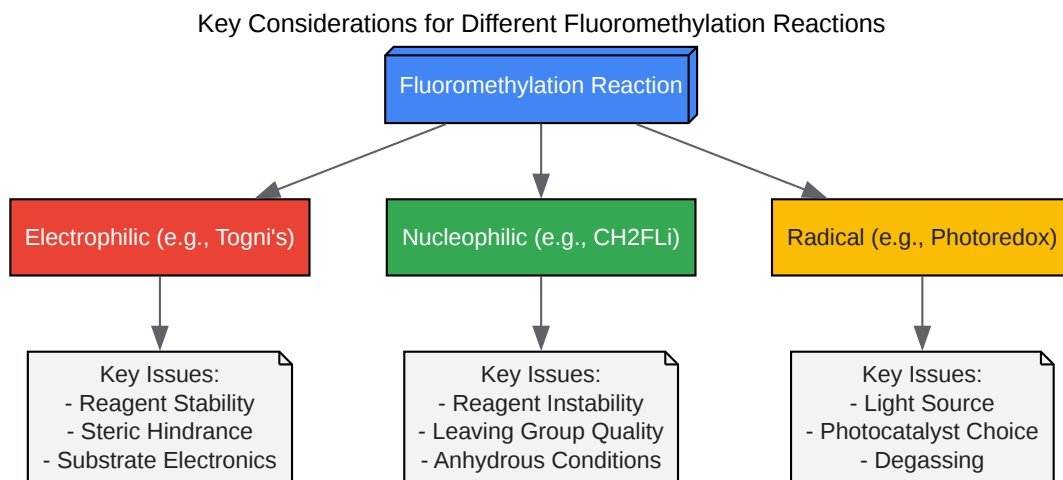 Key Considerations for Different Fluoromethylation Reactions
Fluoromethylation Reaction
Electrophilic (e.g., Togni's)
Nucleophilic (e.g., CH2FLi)
Radical (e.g., Photoredox)
Key Issues:
- Reagent Stability
- Steric Hindrance
- Substrate Electronics
Key Issues:
- Reagent Instability
- Leaving Group Quality
- Anhydrous Conditions
Key Issues:
- Light Source
- Photocatalyst Choice
- Degassing